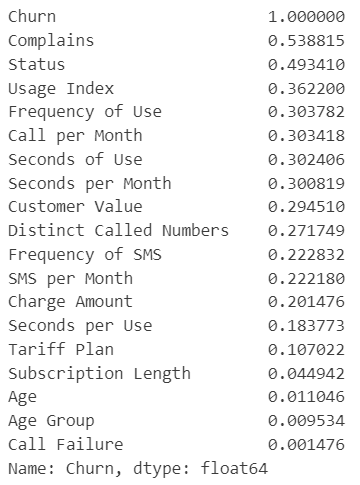 Churn 1.000000
Complains 0.538815
Status 0.493410
Usage Index 0.362200
Frequency of Use 0.303782
Call per Month 0.303418
Seconds of Use 0.302406
Seconds per Month 0.300819
Customer Value 0.294510
Distinct Called Numbers 0.271749
Frequency of SMS 0.222832
SMS per Month 0.222180
Charge Amount 0.201476
Seconds per Use 0.183773
Tariff Plan 0.107022
Subscription Length 0.044942
Age 0.011046
Age Group 0.009534
Call Failure 0.001476
Name: Churn, dtype: float64